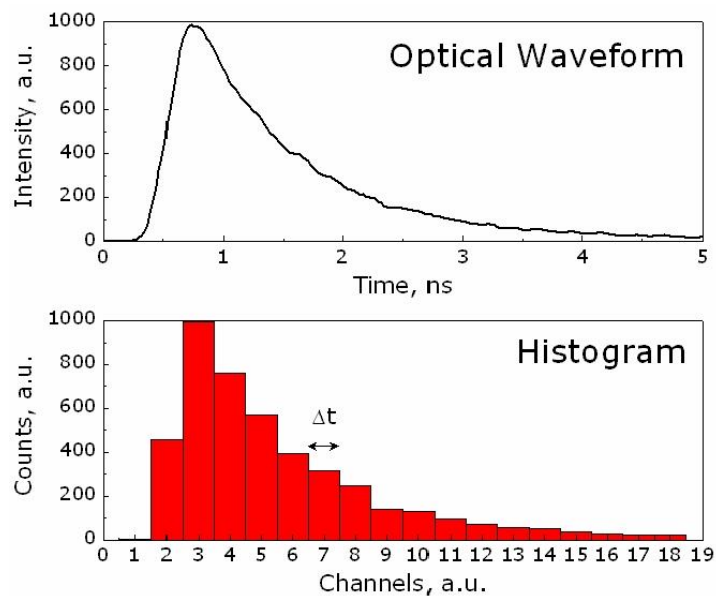 Optical Waveform
Intensity, a.u.
1000
800
600
400
200
0
0 1 2 3 4 5
Time, ns
Histogram
Counts, a.u.
1000
800
600
400
200
0
Δt
0 1 2 3 4 5 6 7 8 9 10 11 12 13 14 15 16 17 18 19
Channels, a.u.